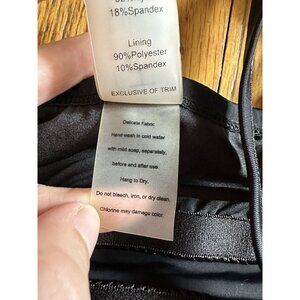 18%Spandex
Lining
90%Polyester
10%Spandex
EXCLUSIVE OF TRIM
Delicate Fabric
Hand wash in cold water
with mild soap, separately,
before and after use.
Hang to Dry.
Do not bleach, iron, or dry clean.
Chlorine may damage color.